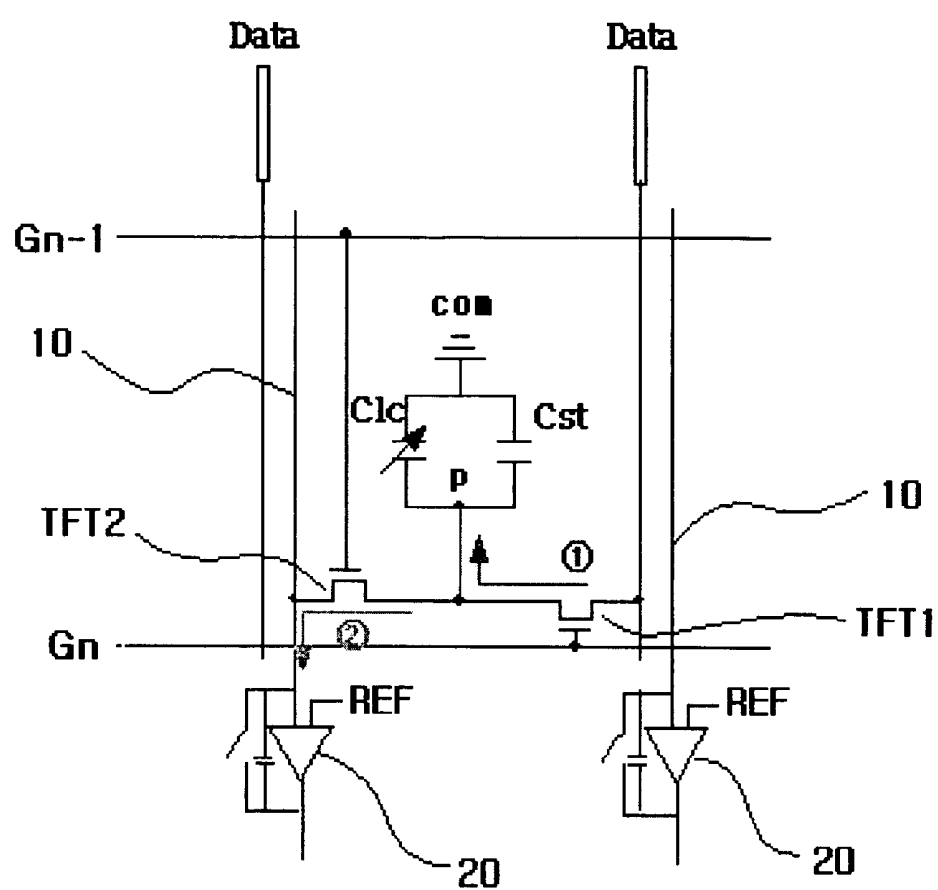 Data Data
Gn-1
com
10
Clc Cst
p
10
TFT2
①
②
TFT1
Gn
REF REF
20 20